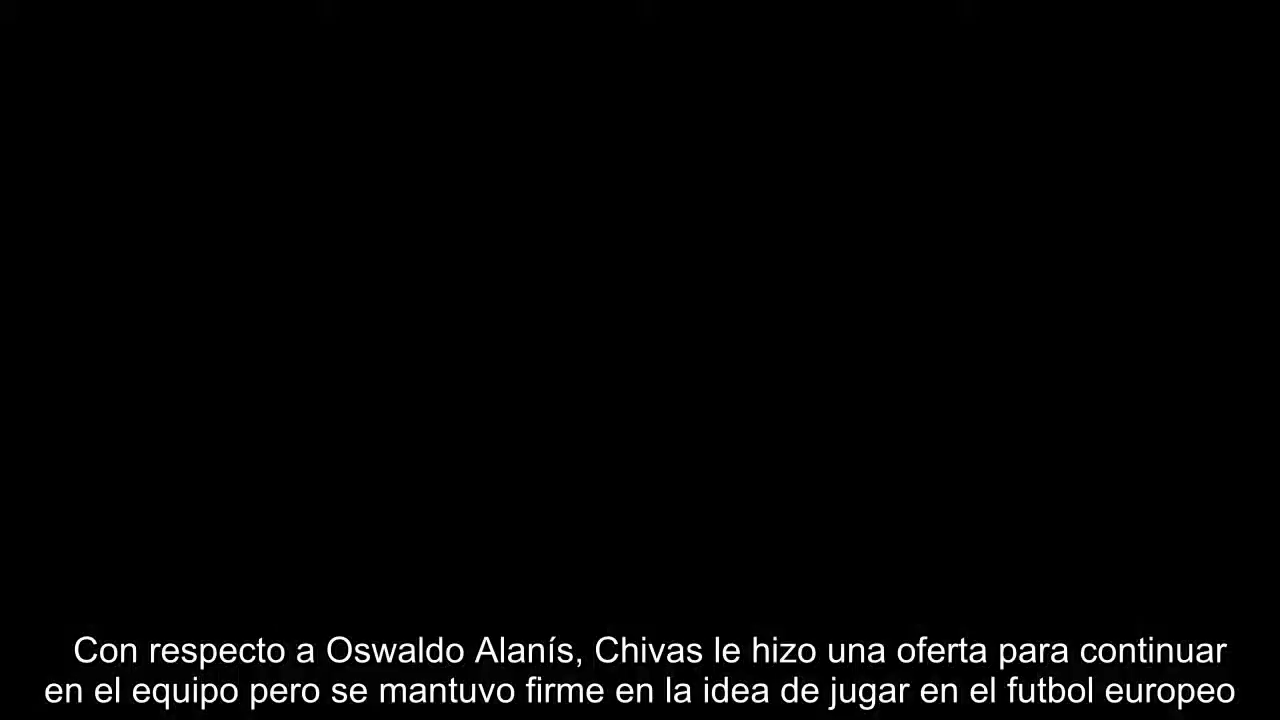 Con respecto a Oswaldo Alanís, Chivas le hizo una oferta para continuar
en el equipo pero se mantuvo firme en la idea de jugar en el futbol europeo